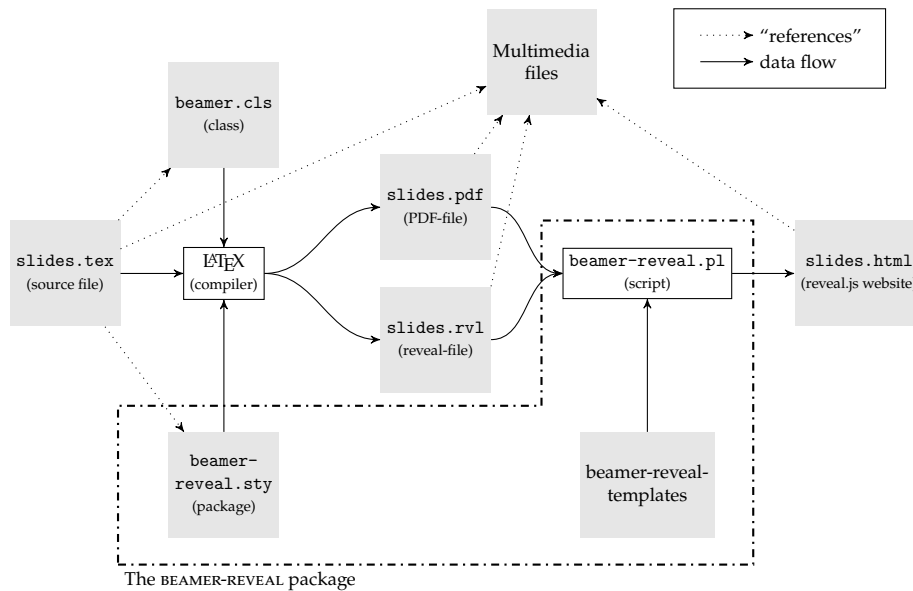 Multimedia
files
“references”
data flow
beamer.cls
(class)
slides.pdf
(PDF-file)
slides.tex
(source file)
LATEX
(compiler)
beamer-reveal.pl
(script)
slides.html
(reveal.js website)
slides.rvl
(reveal-file)
beamer-
reveal.sty
(package)
beamer-reveal-
templates
The BEAMER-REVEAL package